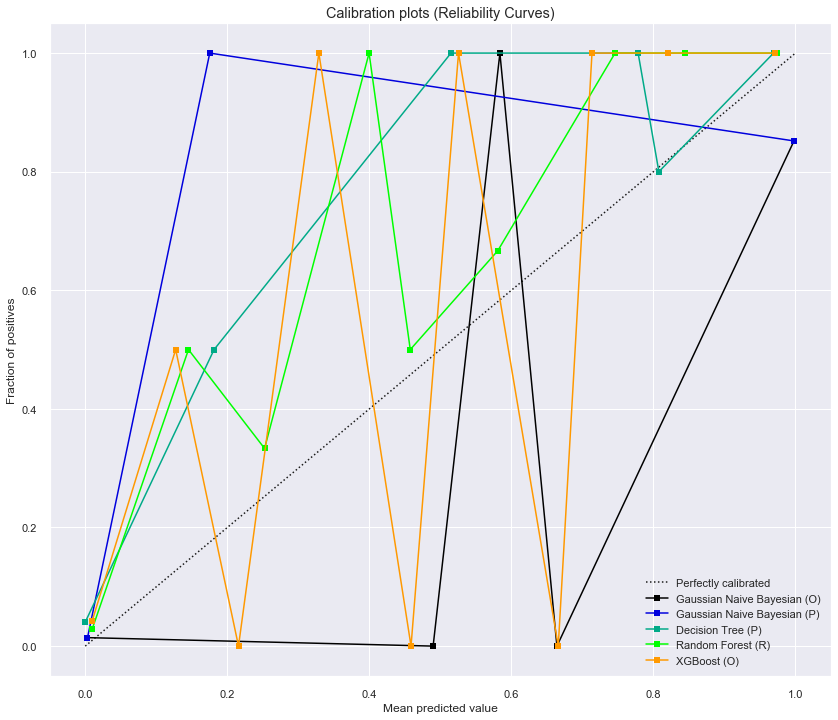 Calibration plots (Reliability Curves)
1.0
0.8
0.6
0.4
0.2
0.0
Fraction of positives
0.0 0.2 0.4 0.6 0.8 1.0
Mean predicted value
Perfectly calibrated
Gaussian Naive Bayesian (O)
Gaussian Naive Bayesian (P)
Decision Tree (P)
Random Forest (R)
XGBoost (O)